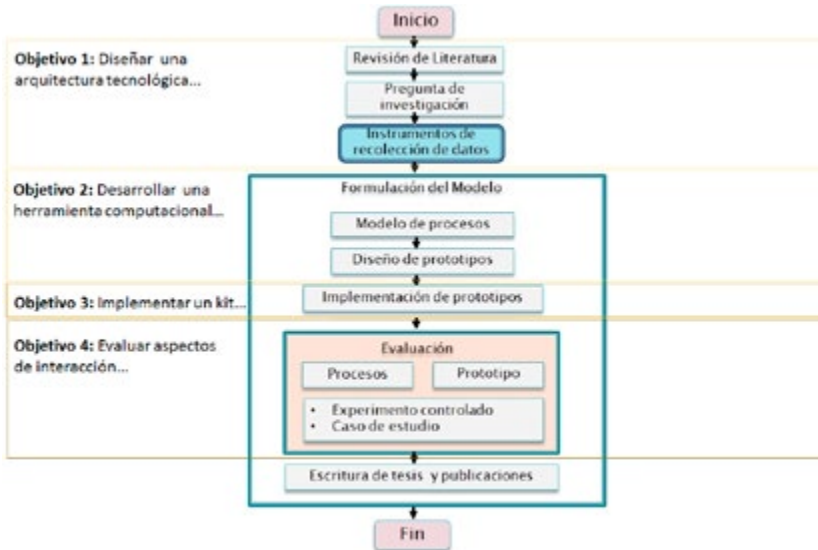 Inicio
Objetivo 1: Diseñar una
arquitectura tecnológica...
Revisión de Literatura
Pregunta de
investigación
Instrumentos de
recolección de datos
Objetivo 2: Desarrollar una
herramienta computacional...
Formulación del Modelo
Modelo de procesos
Diseño de prototipos
Objetivo 3: Implementar un kit...
Implementación de prototipos
Objetivo 4: Evaluar aspectos
de interacción...
Evaluación
Procesos
Prototipo
• Experimento controlado
• Caso de estudio
Escritura de tesis y publicaciones
Fin